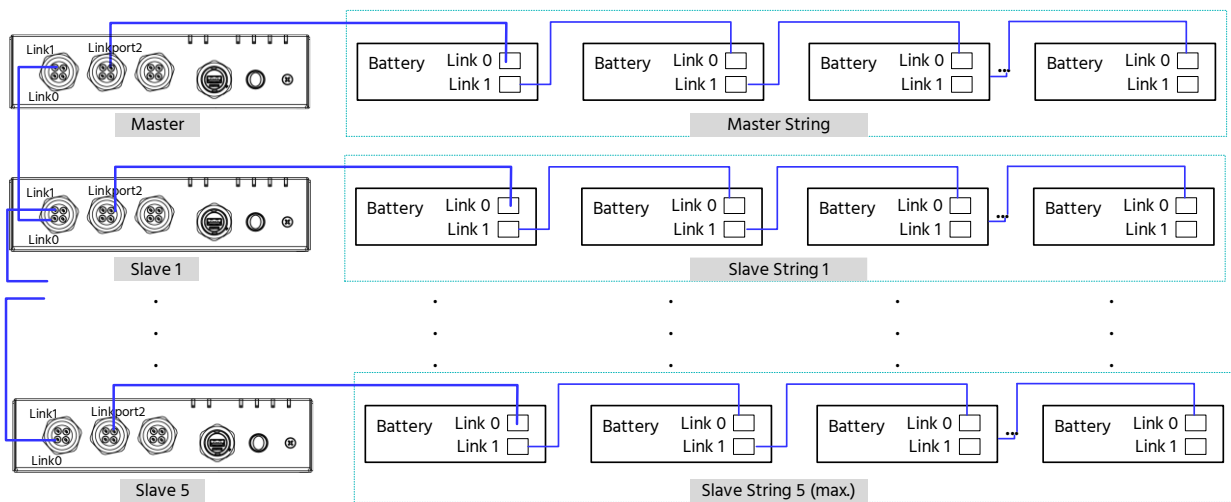 Link1 Linkport2
Link0
Master
Battery Link 0
Link 1
Battery Link 0
Link 1
Battery Link 0
Link 1
...
Battery Link 0
Link 1
Master String
Link1 Linkport2
Link0
Slave 1
Battery Link 0
Link 1
Battery Link 0
Link 1
Battery Link 0
Link 1
...
Battery Link 0
Link 1
Slave String 1
Link1 Linkport2
Link0
Slave 5
Battery Link 0
Link 1
Battery Link 0
Link 1
Battery Link 0
Link 1
...
Battery Link 0
Link 1
Slave String 5 (max.)